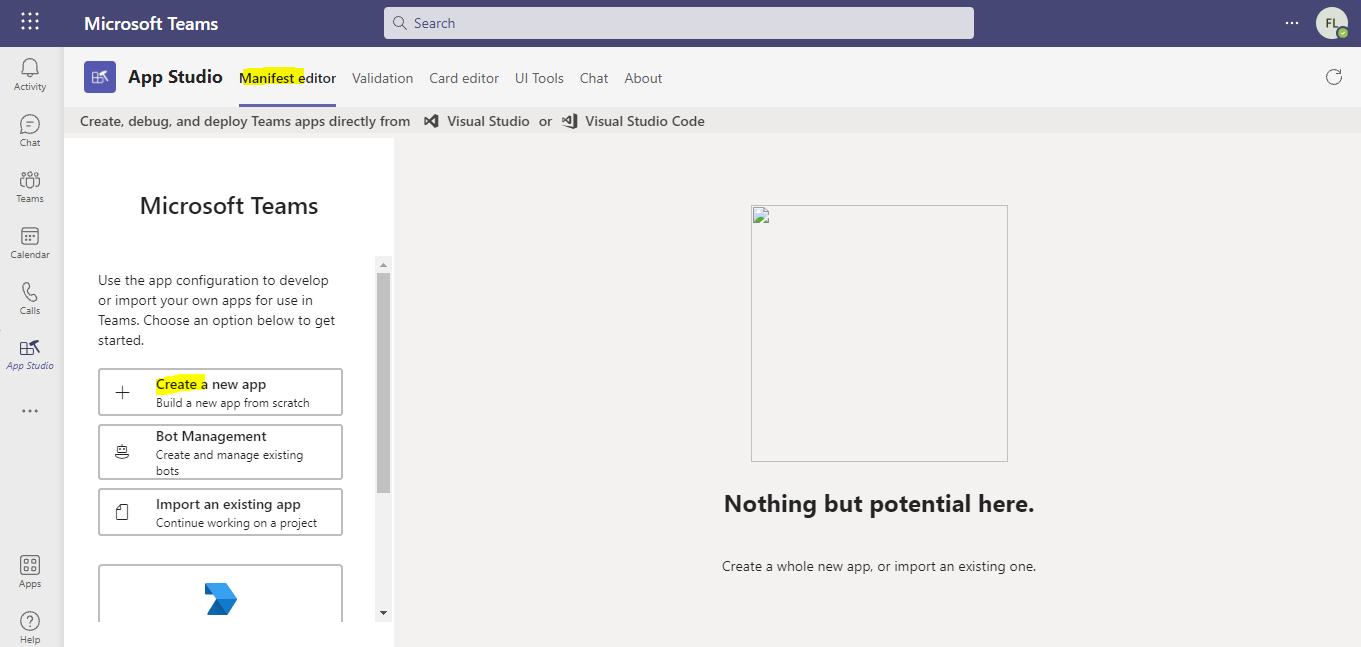 Microsoft Teams
Search
FL
Activity
Chat
Teams
Calendar
Calls
App Studio
Apps
Help
App Studio Manifest editor Validation Card editor UI Tools Chat About
Create, debug, and deploy Teams apps directly from Visual Studio or Visual Studio Code
Microsoft Teams
Use the app configuration to develop
or import your own apps for use in
Teams. Choose an option below to get
started.
Create a new app
Build a new app from scratch
Bot Management
Create and manage existing
bots
Import an existing app
Continue working on a project
Nothing but potential here.
Create a whole new app, or import an existing one.